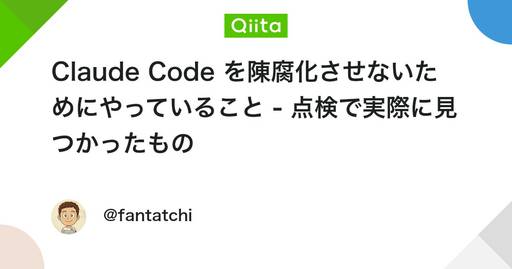 Qiita
Claude Code を陳腐化させないた
めにやっていること - 点検で実際に見
つかったもの
@fantatchi